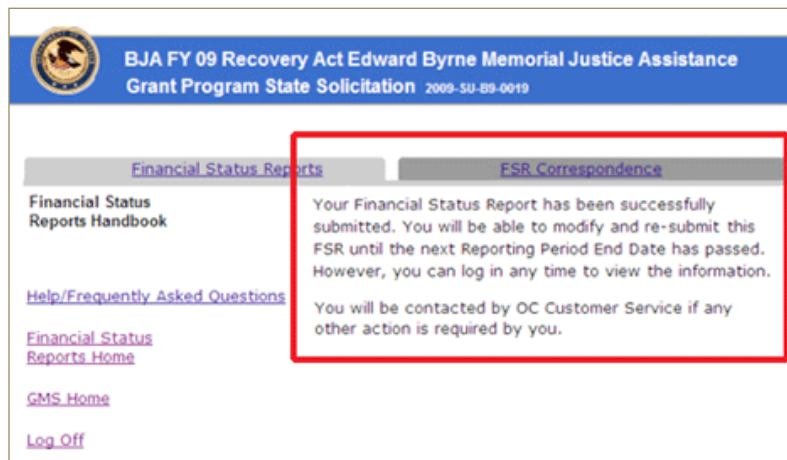 BJA FY 09 Recovery Act Edward Byrne Memorial Justice Assistance
Grant Program State Solicitation 2009-SU-B9-0019
Financial Status Reports
FSR Correspondence
Financial Status
Reports Handbook
Help/Frequently Asked Questions
Financial Status
Reports Home
GMS Home
Log Off
Your Financial Status Report has been successfully
submitted. You will be able to modify and re-submit this
FSR until the next Reporting Period End Date has passed.
However, you can log in any time to view the information.
You will be contacted by OC Customer Service if any
other action is required by you.